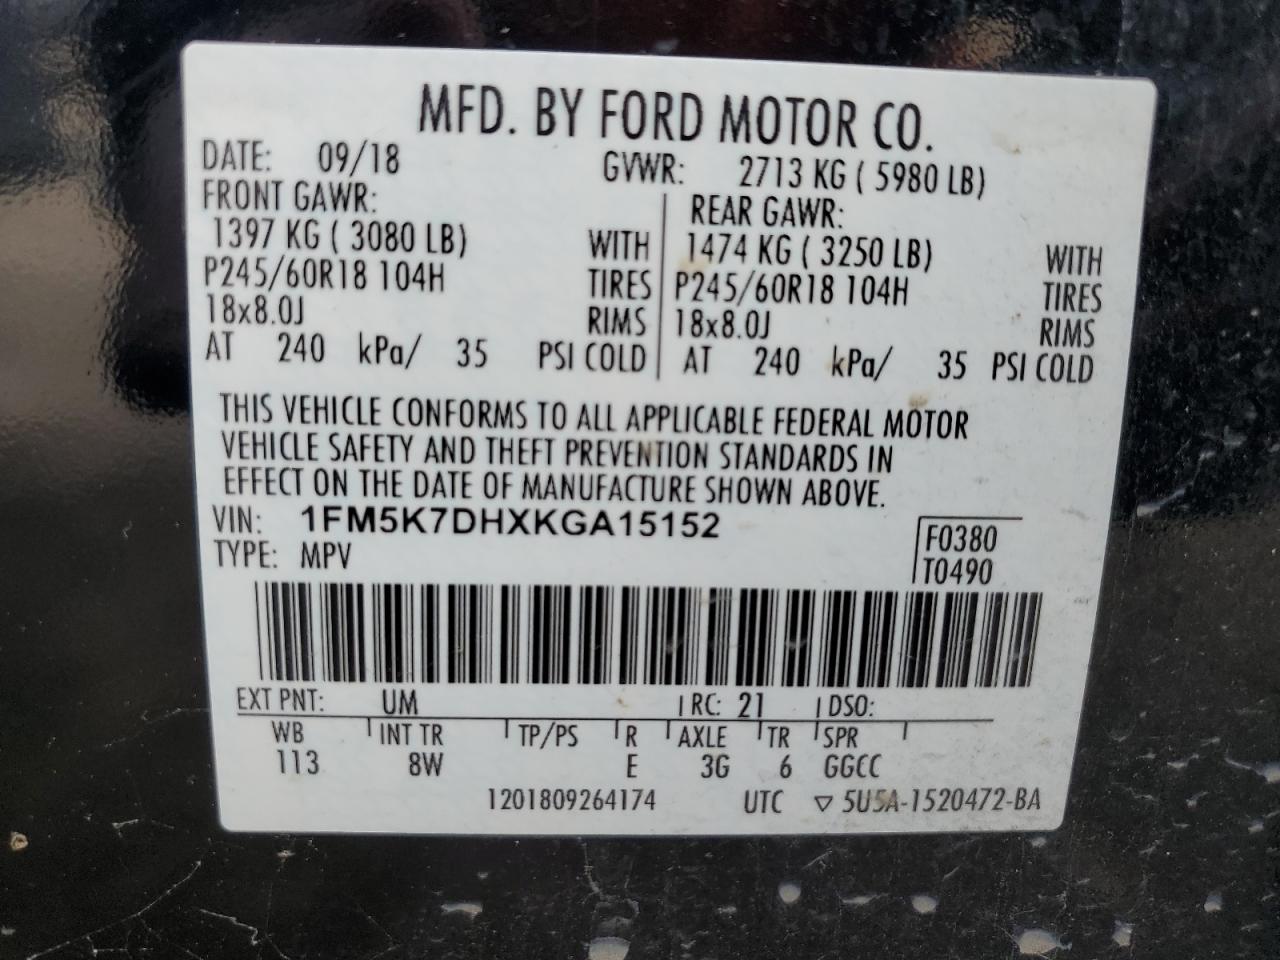 MFD. BY FORD MOTOR CO.
DATE: 09/18 GVWR: 2713 KG ( 5980 LB)
FRONT GAWR: REAR GAWR:
1397 KG ( 3080 LB) WITH 1474 KG ( 3250 LB) WITH
P245/60R18 104H TIRES P245/60R18 104H TIRES
18x8.0J RIMS 18x8.0J RIMS
AT 240 kPa/ 35 PSI COLD AT 240 kPa/ 35 PSI COLD
THIS VEHICLE CONFORMS TO ALL APPLICABLE FEDERAL MOTOR
VEHICLE SAFETY AND THEFT PREVENTION STANDARDS IN
EFFECT ON THE DATE OF MANUFACTURE SHOWN ABOVE.
VIN: 1FM5K7DHXKGA15152 F0380
TYPE: MPV T0490
EXT PNT: UM RC: 21 DSO:
WB INT TR TP/PS R AXLE TR SPR
113 8W E 3G 6 GGCC
1201809264174 UTC ▽ 5U5A-1520472-BA